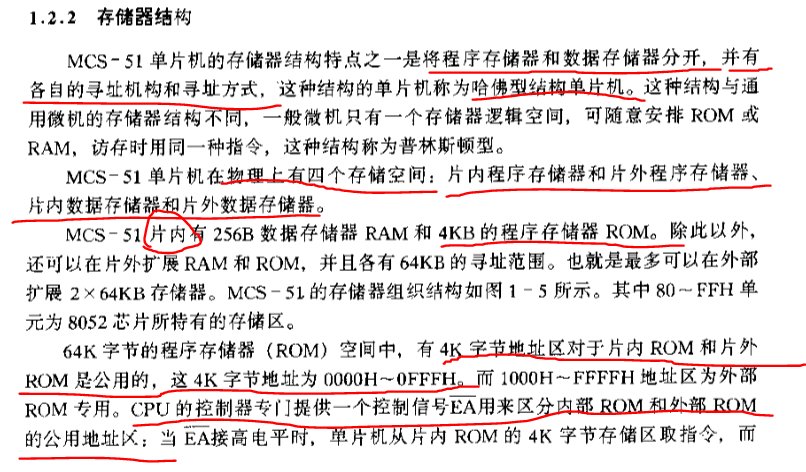 1.2.2 存储器结构
MCS-51 单片机的存储器结构特点之一是将程序存储器和数据存储器分开，并有
各自的寻址机构和寻址方式，这种结构的单片机称为哈佛型结构单片机。这种结构与通
用微机的存储器结构不同，一般微机只有一个存储器逻辑空间，可随意安排 ROM 或
RAM，访存时用同一种指令，这种结构称为普林斯顿型。
MCS-51 单片机在物理上有四个存储空间：片内程序存储器和片外程序存储器、
片内数据存储器和片外数据存储器。
MCS-51 片内有 256B 数据存储器 RAM 和 4KB 的程序存储器 ROM。除此以外，
还可以在片外扩展 RAM 和 ROM，并且各有 64KB 的寻址范围。也就是最多可以在外部
扩展 2×64KB 存储器。MCS-51 的存储器组织结构如图 1-5 所示。其中 80～FFH 单
元为 8052 芯片所特有的存储区。
64K 字节的程序存储器（ROM）空间中，有 4K 字节地址区对于片内 ROM 和片外
ROM 是公用的，这 4K 字节地址为 0000H～0FFFH。而 1000H～FFFFH 地址区为外部
ROM 专用。CPU 的控制器专门提供一个控制信号E̅A̅用来区分内部 ROM 和外部 ROM
的公用地址区：当 E̅A̅接高电平时，单片机从片内 ROM 的 4K 字节存储区取指令，而